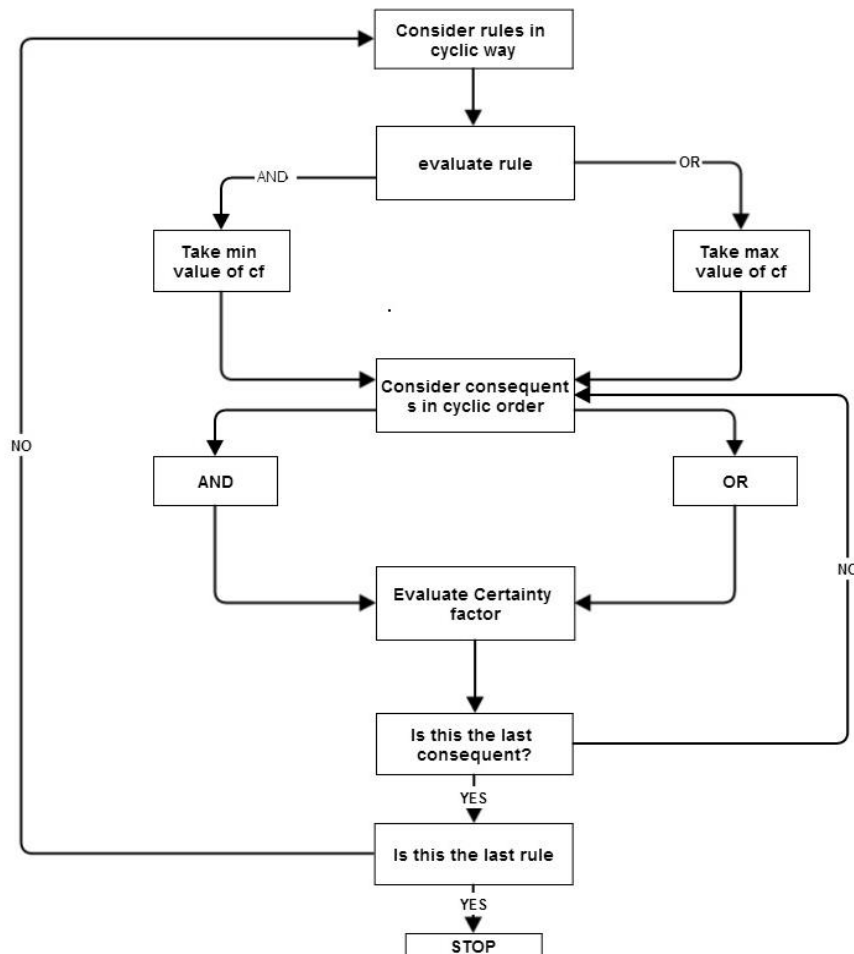 Consider rules in
cyclic way
evaluate rule
AND
OR
Take min
value of cf
Take max
value of cf
Consider consequent
s in cyclic order
NO
AND
OR
Evaluate Certainty
factor
NO
Is this the last
consequent?
YES
Is this the last rule
YES
STOP